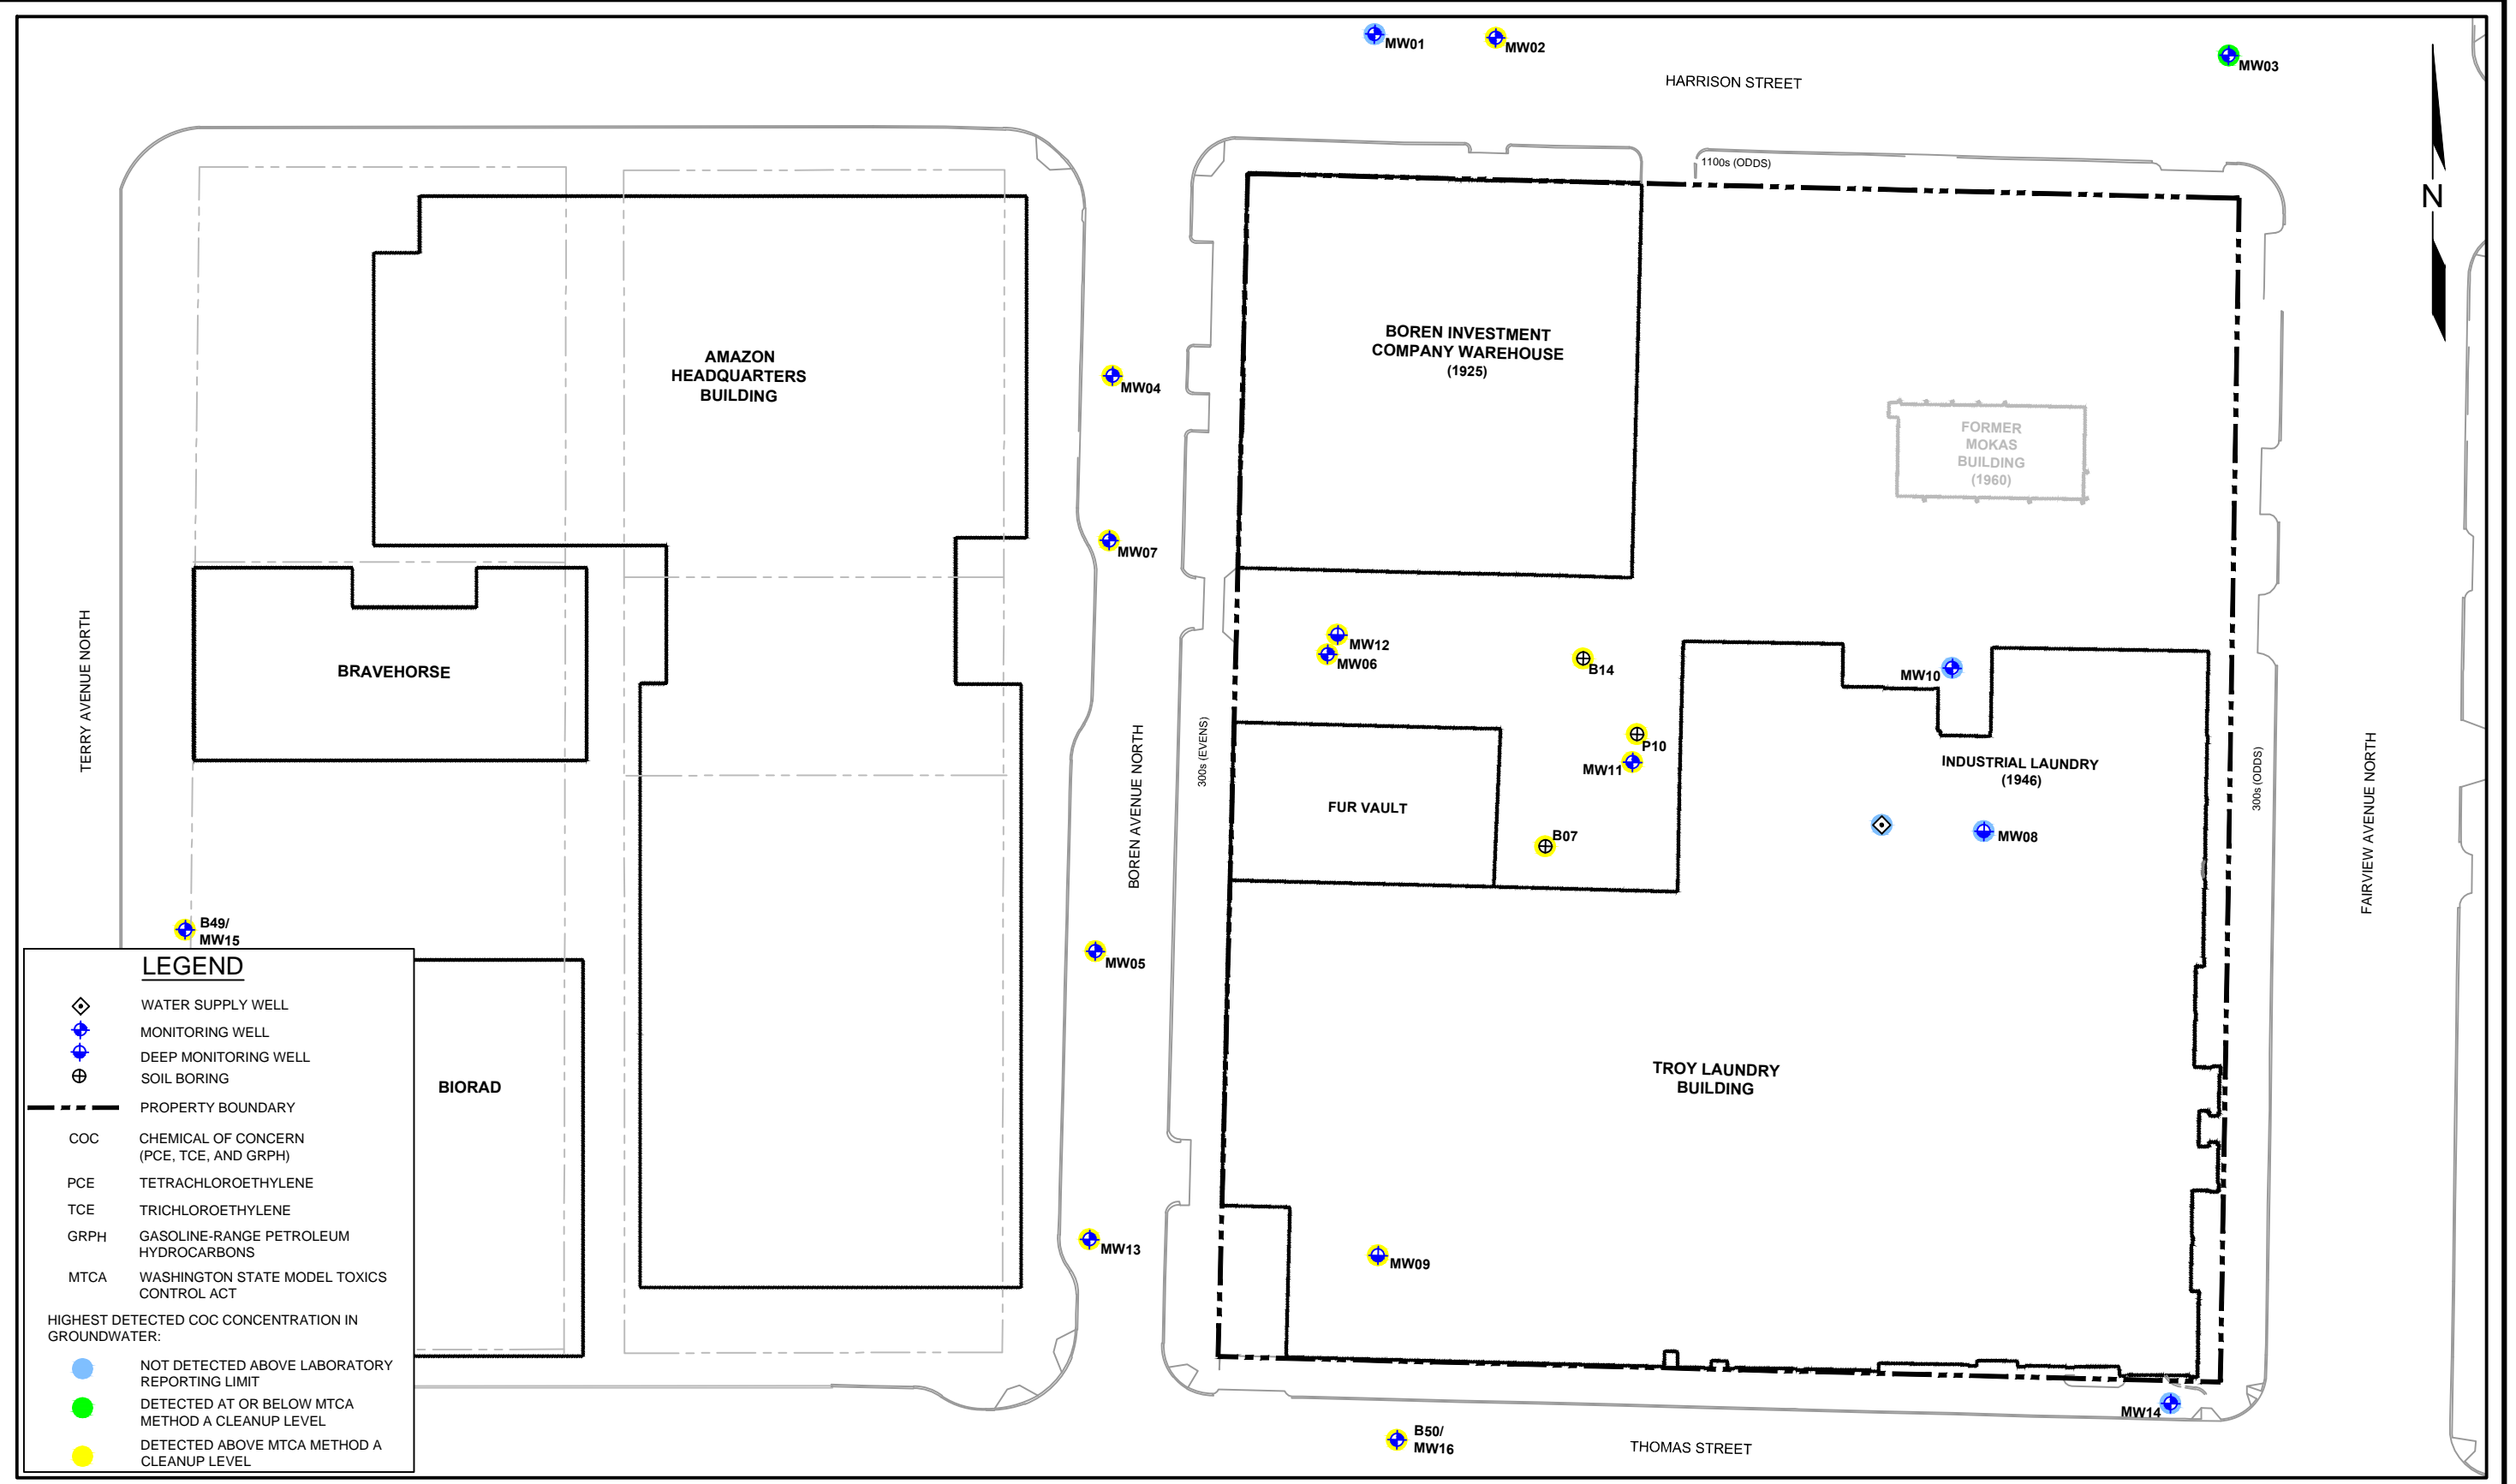 MW01
MW02
MW03
HARRISON STREET
1100s (ODDS)
N
AMAZON
HEADQUARTERS
BUILDING
BOREN INVESTMENT
COMPANY WAREHOUSE
(1925)
MW04
FORMER
MOKAS
BUILDING
(1960)
MW07
TERRY AVENUE NORTH
BRAVEHORSE
MW12
MW06
B14
MW10
BOREN AVENUE NORTH
300s (EVENS)
P10
MW11
INDUSTRIAL LAUNDRY
(1946)
300s (ODDS)
FAIRVIEW AVENUE NORTH
FUR VAULT
B07
MW08
B49/
MW15
MW05
LEGEND
WATER SUPPLY WELL
MONITORING WELL
DEEP MONITORING WELL
SOIL BORING
PROPERTY BOUNDARY
COC CHEMICAL OF CONCERN
(PCE, TCE, AND GRPH)
PCE TETRACHLOROETHYLENE
TCE TRICHLOROETHYLENE
GRPH GASOLINE-RANGE PETROLEUM
HYDROCARBONS
MTCA WASHINGTON STATE MODEL TOXICS
CONTROL ACT
HIGHEST DETECTED COC CONCENTRATION IN
GROUNDWATER:
NOT DETECTED ABOVE LABORATORY
REPORTING LIMIT
DETECTED AT OR BELOW MTCA
METHOD A CLEANUP LEVEL
DETECTED ABOVE MTCA METHOD A
CLEANUP LEVEL
BIORAD
TROY LAUNDRY
BUILDING
MW13
MW09
MW14
B50/
MW16
THOMAS STREET